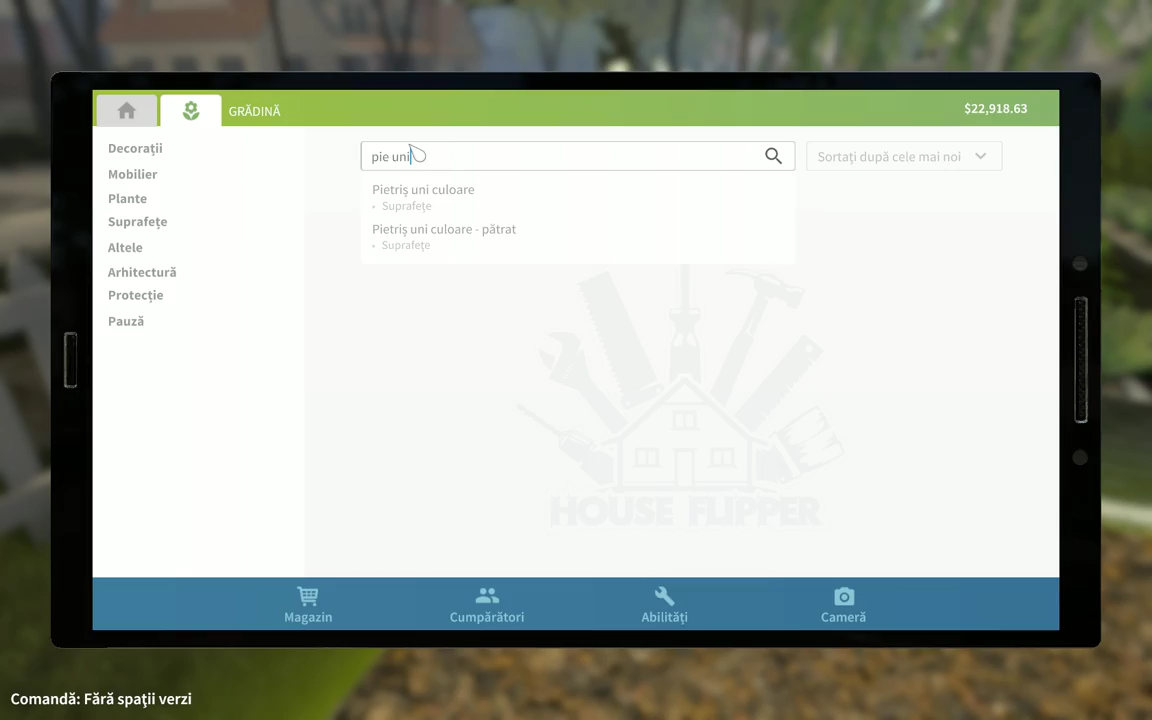 GRĂDINĂ
$22,918.63
Decorații
Mobilier
Plante
Suprafețe
Altele
Arhitectură
Protecție
Pauză
pie uni
Sortați după cele mai noi
Pietriș uni culoare
• Suprafețe
Pietriș uni culoare - pătrat
• Suprafețe
HOUSE FLIPPER
Magazin
Cumpărători
Abilități
Cameră
Comandă: Fără spaţii verzi